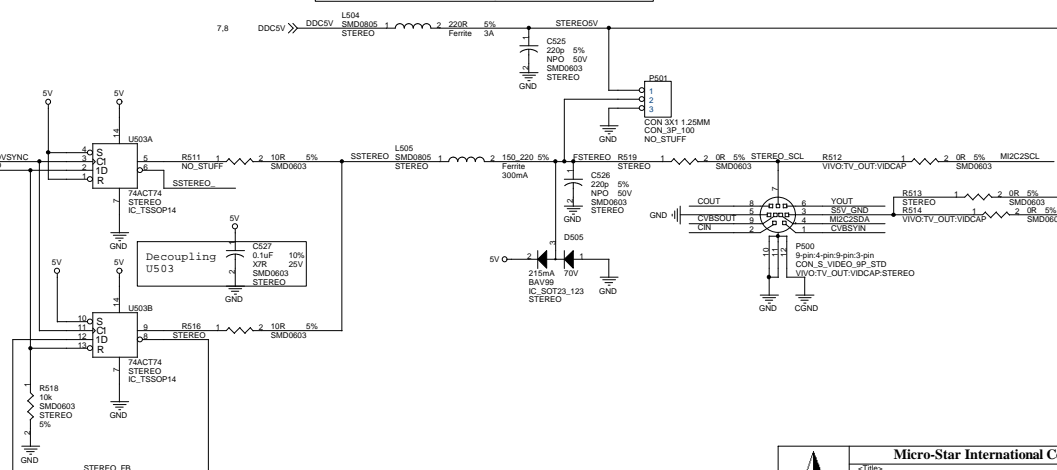 7,8 DDC5V DDC5V
L504
SMD0805 1 2 220R 5% STEREO5V
STEREO Ferrite 3A
1
C525
220p 5%
NPO 50V
2 SMD0603
STEREO
GND
P501
1
2
3
CON 3X1 1.25MM
CON_3P_100
NO_STUFF
GND
5V 5V
14
U503A
4 S
VSYNC 3 C1 5 R511 1 2 10R 5%
2 1D 6 NO_STUFF SMD0603
1 R
SSTEREO_
7
74ACT74
STEREO
IC_TSSOP14
GND
L505
SSTEREO SMD0805 1 2 150_220 5% FSTEREO
STEREO Ferrite
300mA
1
C526
220p 5%
NPO 50V
2 SMD0603
STEREO
GND
R519 1 2 0R 5% STEREO_SCL
STEREO SMD0603
R512 1 2 0R 5% MI2C2SCL
VIVO:TV_OUT:VIDCAP SMD0603
R513 1 2 0R 5%
STEREO SMD0603
R514 1 2 0R 5%
VIVO:TV_OUT:VIDCAP
7
COUT 8 6 YOUT
GND 5 3 S5V_GND
CVBSOUT 9 4 MI2C2SDA
CIN 2 1 CVBSYIN
10 11 12
P500
9-pin:4-pin:9-pin:3-pin
CON_S_VIDEO_9P_STD
VIVO:TV_OUT:VIDCAP:STEREO
GND CGND
3 D505
5V 2 1
215mA 70V
BAV99
IC_SOT23_123
STEREO
GND
5V
Decoupling
U503
1
C527
0.1uF 10%
X7R 25V
2 SMD0603
STEREO
GND
5V 5V
14
U503B
10 S
11 C1 9 R516 1 2 10R 5%
12 1D 8 STEREO SMD0603
13 R
7
74ACT74
STEREO
IC_TSSOP14
GND
1
R518
10k
SMD0603
STEREO
5%
2
GND
STEREO_FB
Micro-Star International C
<Title>